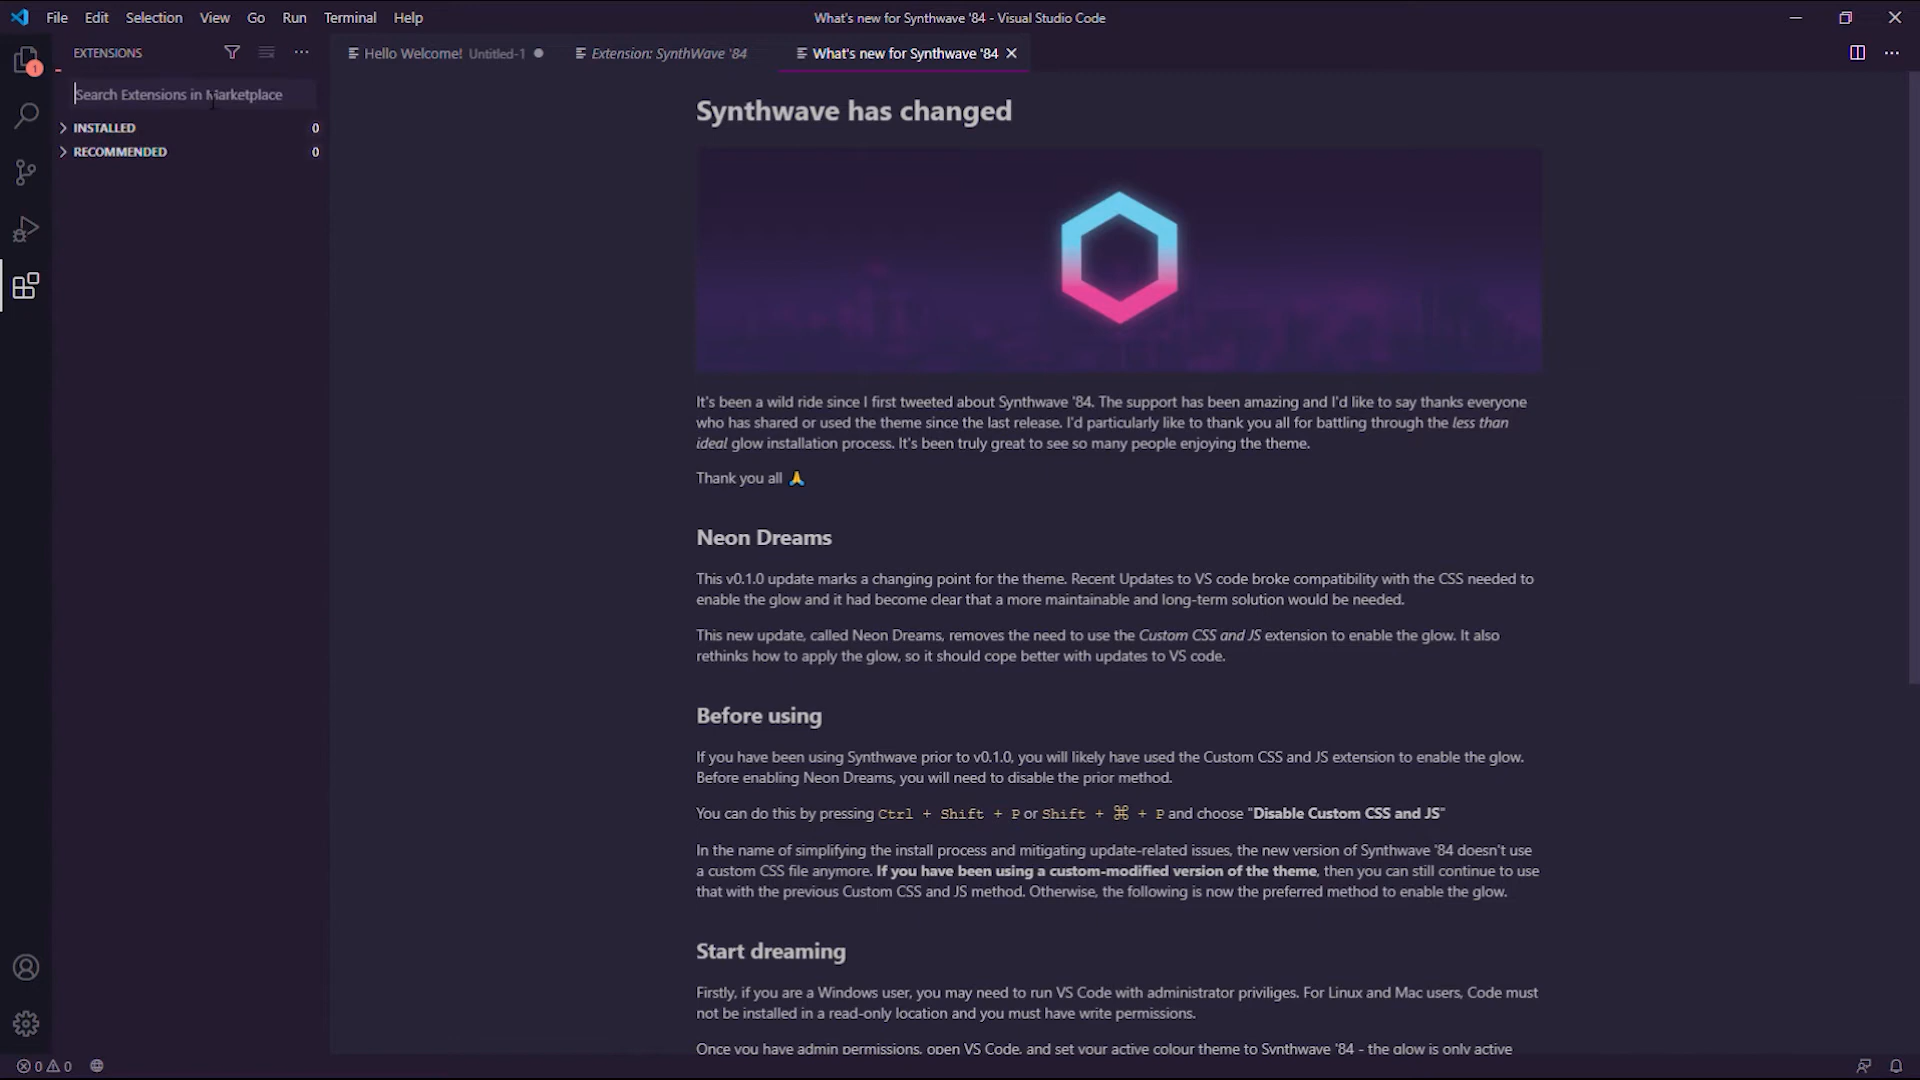 File Edit Selection View Go Run Terminal Help
What's new for Synthwave '84 - Visual Studio Code
EXTENSIONS
Hello Welcome! Untitled-1
Extension: SynthWave '84
What's new for Synthwave '84
1
Search Extensions in Marketplace
INSTALLED 0
RECOMMENDED 0
Synthwave has changed
It's been a wild ride since I first tweeted about Synthwave '84. The support has been amazing and I'd like to say thanks everyone
who has shared or used the theme since the last release. I'd particularly like to thank you all for battling through the less than
ideal glow installation process. It's been truly great to see so many people enjoying the theme.
Thank you all 🙏
Neon Dreams
This v0.1.0 update marks a changing point for the theme. Recent Updates to VS code broke compatibility with the CSS needed to
enable the glow and it had become clear that a more maintainable and long-term solution would be needed.
This new update, called Neon Dreams, removes the need to use the Custom CSS and JS extension to enable the glow. It also
rethinks how to apply the glow, so it should cope better with updates to VS code.
Before using
If you have been using Synthwave prior to v0.1.0, you will likely have used the Custom CSS and JS extension to enable the glow.
Before enabling Neon Dreams, you will need to disable the prior method.
You can do this by pressing Ctrl + Shift + P or Shift + ⌘ + P and choose "Disable Custom CSS and JS"
In the name of simplifying the install process and mitigating update-related issues, the new version of Synthwave '84 doesn't use
a custom CSS file anymore. If you have been using a custom-modified version of the theme, then you can still continue to use
that with the previous Custom CSS and JS method. Otherwise, the following is now the preferred method to enable the glow.
Start dreaming
Firstly, if you are a Windows user, you may need to run VS Code with administrator priviliges. For Linux and Mac users, Code must
not be installed in a read-only location and you must have write permissions.
Once you have admin permissions, open VS Code, and set your active colour theme to Synthwave '84 - the glow is only active
0 0